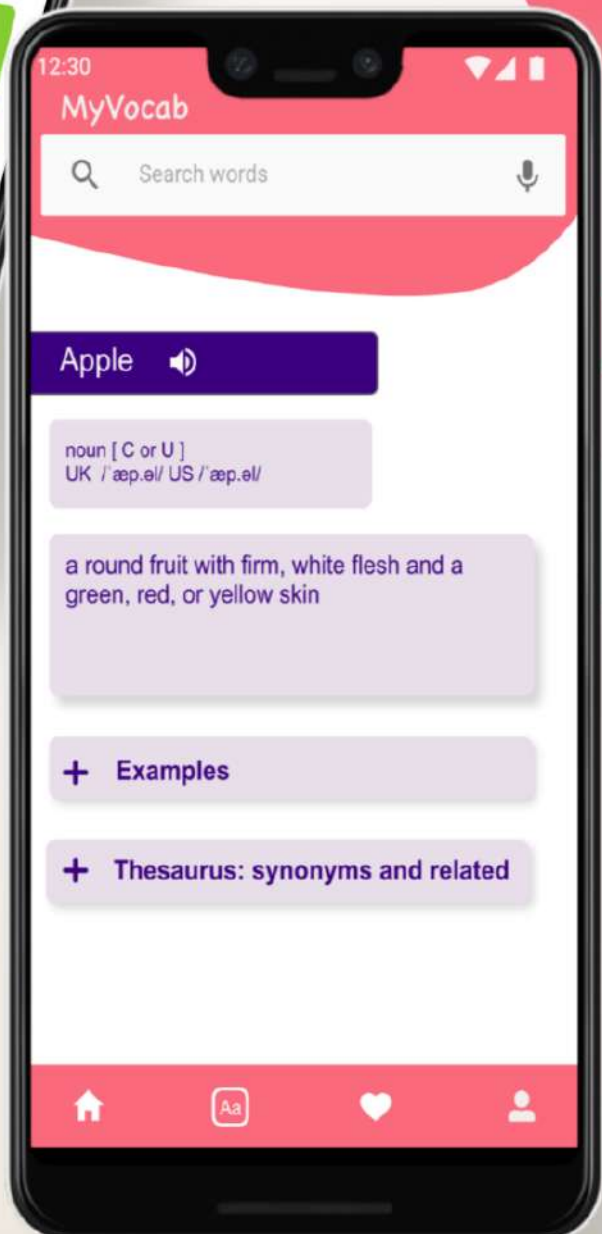 12:30
MyVocab
Search words
Apple
noun [ C or U ]
UK /ˈæp.əl/ US /ˈæp.əl/
a round fruit with firm, white flesh and a
green, red, or yellow skin
+ Examples
+ Thesaurus: synonyms and related
Aa